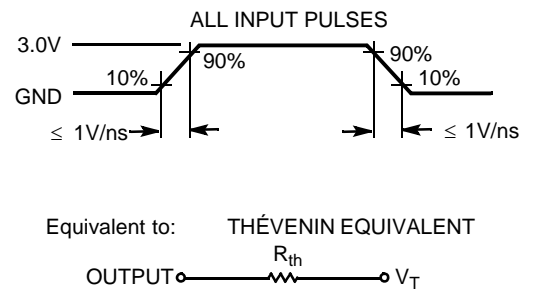 ALL INPUT PULSES
3.0V
90%
90%
10%
10%
GND
≤ 1V/ns
≤ 1V/ns
Equivalent to: THÉVENIN EQUIVALENT
Rth
OUTPUT
VT